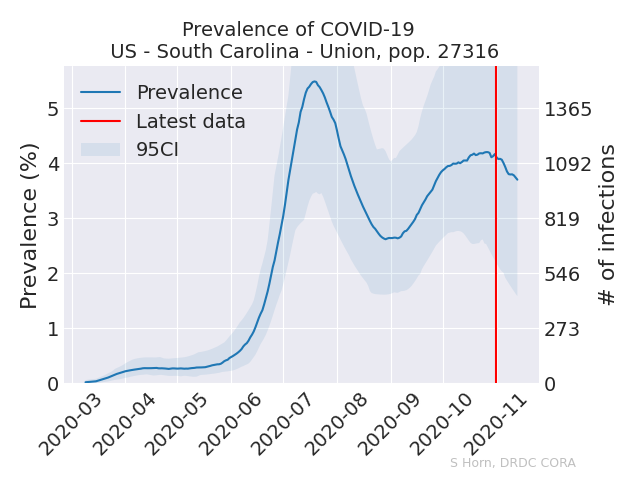 Prevalence of COVID-19
US - South Carolina - Union, pop. 27316
Prevalence
Latest data
95CI
Prevalence (%)
5
4
3
2
1
0
1365
1092
819
546
273
0
# of infections
2020-03
2020-04
2020-05
2020-06
2020-07
2020-08
2020-09
2020-10
2020-11
S Horn, DRDC CORA